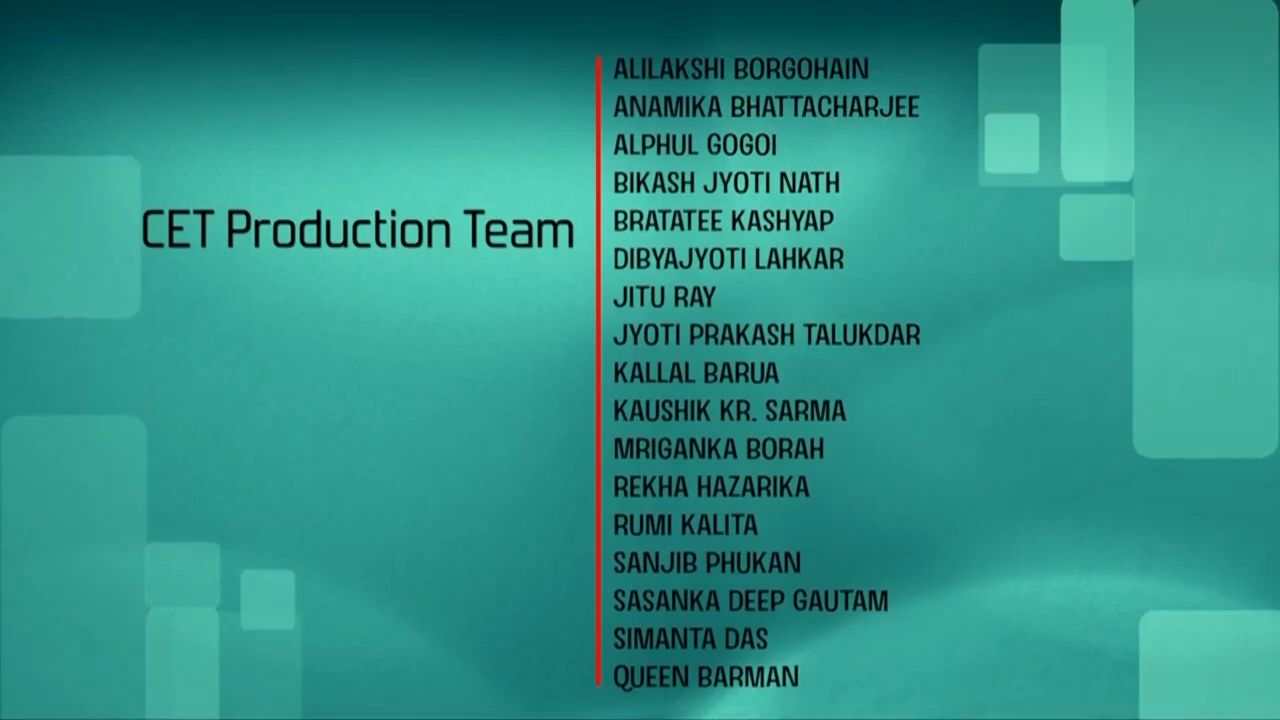 CET Production Team
ALILAKSHI BORGOHAIN
ANAMIKA BHATTACHARJEE
ALPHUL GOGOI
BIKASH JYOTI NATH
BRATATEE KASHYAP
DIBYAJYOTI LAHKAR
JITU RAY
JYOTI PRAKASH TALUKDAR
KALLAL BARUA
KAUSHIK KR. SARMA
MRIGANKA BORAH
REKHA HAZARIKA
RUMI KALITA
SANJIB PHUKAN
SASANKA DEEP GAUTAM
SIMANTA DAS
QUEEN BARMAN